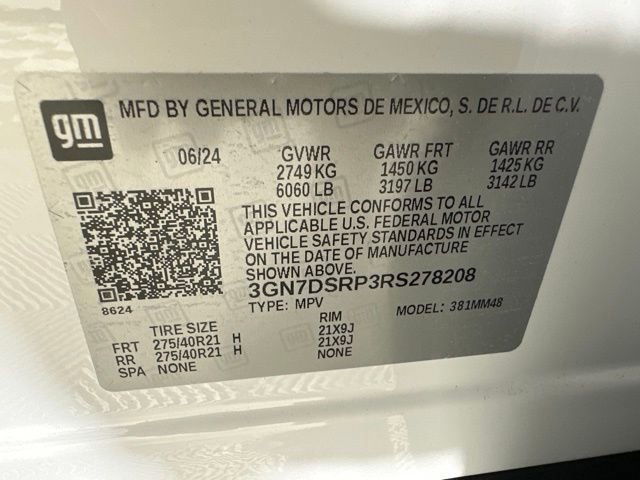 gm
MFD BY GENERAL MOTORS DE MEXICO, S. DE R.L. DE C.V.
06/24 GVWR GAWR FRT GAWR RR
2749 KG 1450 KG 1425 KG
6060 LB 3197 LB 3142 LB
THIS VEHICLE CONFORMS TO ALL
APPLICABLE U.S. FEDERAL MOTOR
VEHICLE SAFETY STANDARDS IN EFFECT
ON THE DATE OF MANUFACTURE
SHOWN ABOVE.
3GN7DSRP3RS278208
8624
TYPE: MPV MODEL: 381MM48
TIRE SIZE RIM
FRT 275/40R21 H 21X9J
RR 275/40R21 H 21X9J
SPA NONE NONE